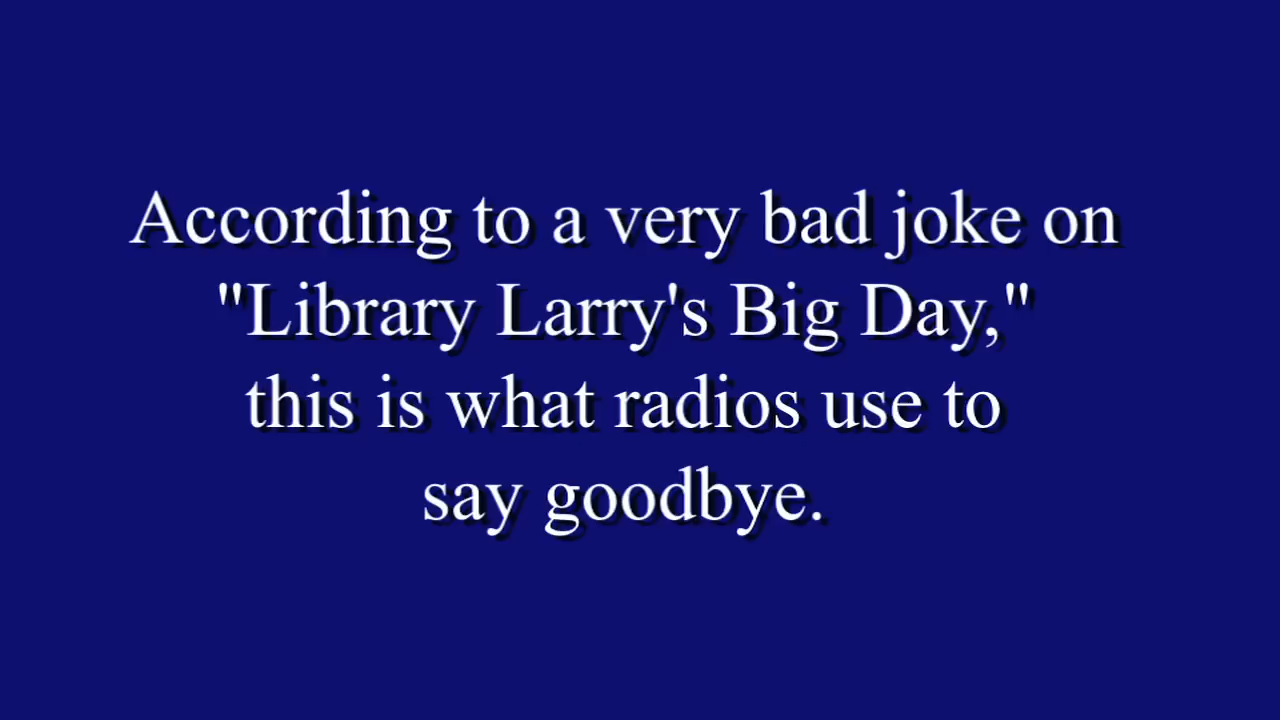 According to a very bad joke on
"Library Larry's Big Day,"
this is what radios use to
say goodbye.